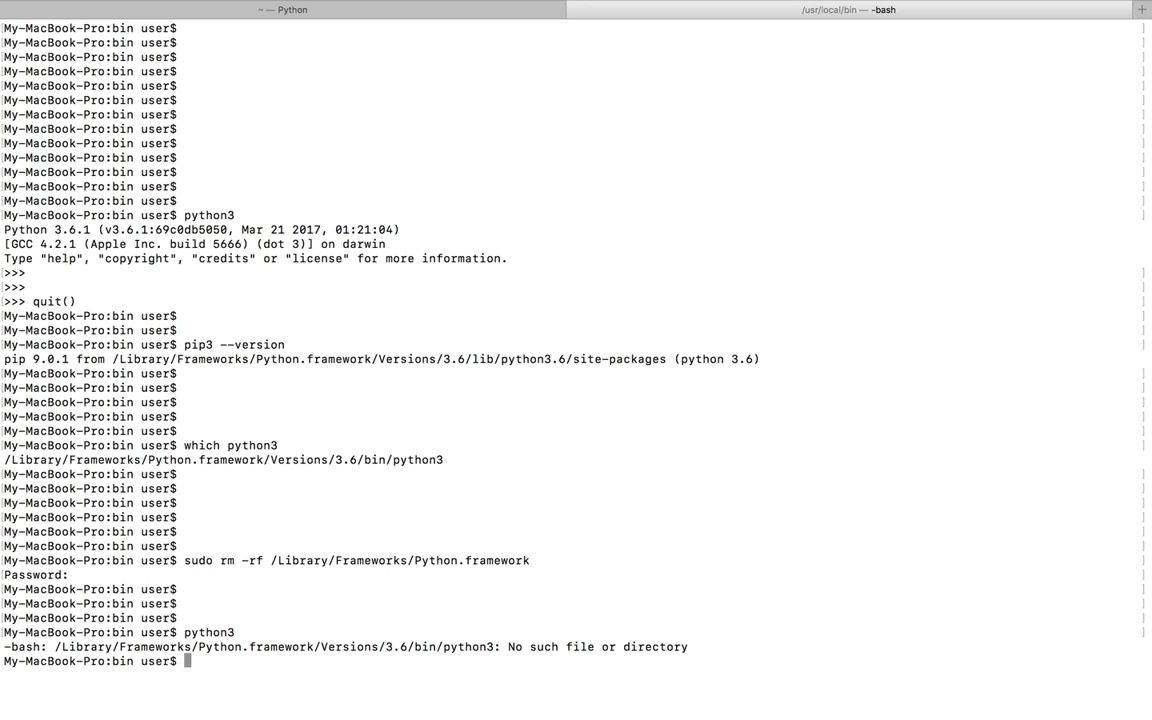 ~ — Python
/usr/local/bin — -bash
+
[My-MacBook-Pro:bin user$ ]
[My-MacBook-Pro:bin user$ ]
[My-MacBook-Pro:bin user$ ]
[My-MacBook-Pro:bin user$ ]
[My-MacBook-Pro:bin user$ ]
[My-MacBook-Pro:bin user$ ]
[My-MacBook-Pro:bin user$ ]
[My-MacBook-Pro:bin user$ ]
[My-MacBook-Pro:bin user$ ]
[My-MacBook-Pro:bin user$ ]
[My-MacBook-Pro:bin user$ ]
[My-MacBook-Pro:bin user$ ]
[My-MacBook-Pro:bin user$ ]
[My-MacBook-Pro:bin user$ python3 ]
Python 3.6.1 (v3.6.1:69c0db5050, Mar 21 2017, 01:21:04)
[GCC 4.2.1 (Apple Inc. build 5666) (dot 3)] on darwin
Type "help", "copyright", "credits" or "license" for more information.
[>>> ]
[>>> ]
[>>> quit() ]
[My-MacBook-Pro:bin user$ ]
[My-MacBook-Pro:bin user$ ]
[My-MacBook-Pro:bin user$ pip3 --version ]
pip 9.0.1 from /Library/Frameworks/Python.framework/Versions/3.6/lib/python3.6/site-packages (python 3.6)
[My-MacBook-Pro:bin user$ ]
[My-MacBook-Pro:bin user$ ]
[My-MacBook-Pro:bin user$ ]
[My-MacBook-Pro:bin user$ ]
[My-MacBook-Pro:bin user$ ]
[My-MacBook-Pro:bin user$ which python3 ]
/Library/Frameworks/Python.framework/Versions/3.6/bin/python3
[My-MacBook-Pro:bin user$ ]
[My-MacBook-Pro:bin user$ ]
[My-MacBook-Pro:bin user$ ]
[My-MacBook-Pro:bin user$ ]
[My-MacBook-Pro:bin user$ ]
[My-MacBook-Pro:bin user$ ]
[My-MacBook-Pro:bin user$ sudo rm -rf /Library/Frameworks/Python.framework ]
[Password: ]
[My-MacBook-Pro:bin user$ ]
[My-MacBook-Pro:bin user$ ]
[My-MacBook-Pro:bin user$ ]
[My-MacBook-Pro:bin user$ python3 ]
-bash: /Library/Frameworks/Python.framework/Versions/3.6/bin/python3: No such file or directory
My-MacBook-Pro:bin user$